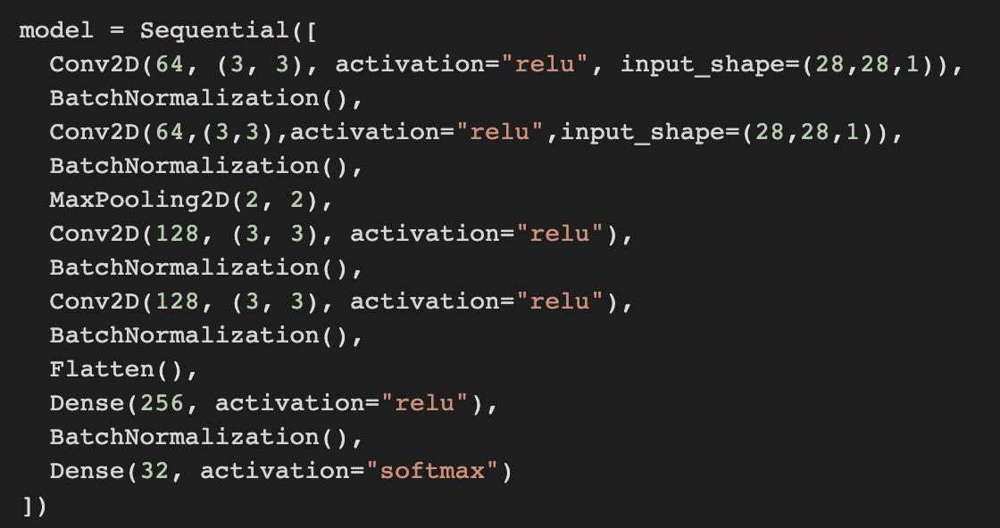 model = Sequential([
  Conv2D(64, (3, 3), activation="relu", input_shape=(28,28,1)),
  BatchNormalization(),
  Conv2D(64,(3,3),activation="relu",input_shape=(28,28,1)),
  BatchNormalization(),
  MaxPooling2D(2, 2),
  Conv2D(128, (3, 3), activation="relu"),
  BatchNormalization(),
  Conv2D(128, (3, 3), activation="relu"),
  BatchNormalization(),
  Flatten(),
  Dense(256, activation="relu"),
  BatchNormalization(),
  Dense(32, activation="softmax")
])